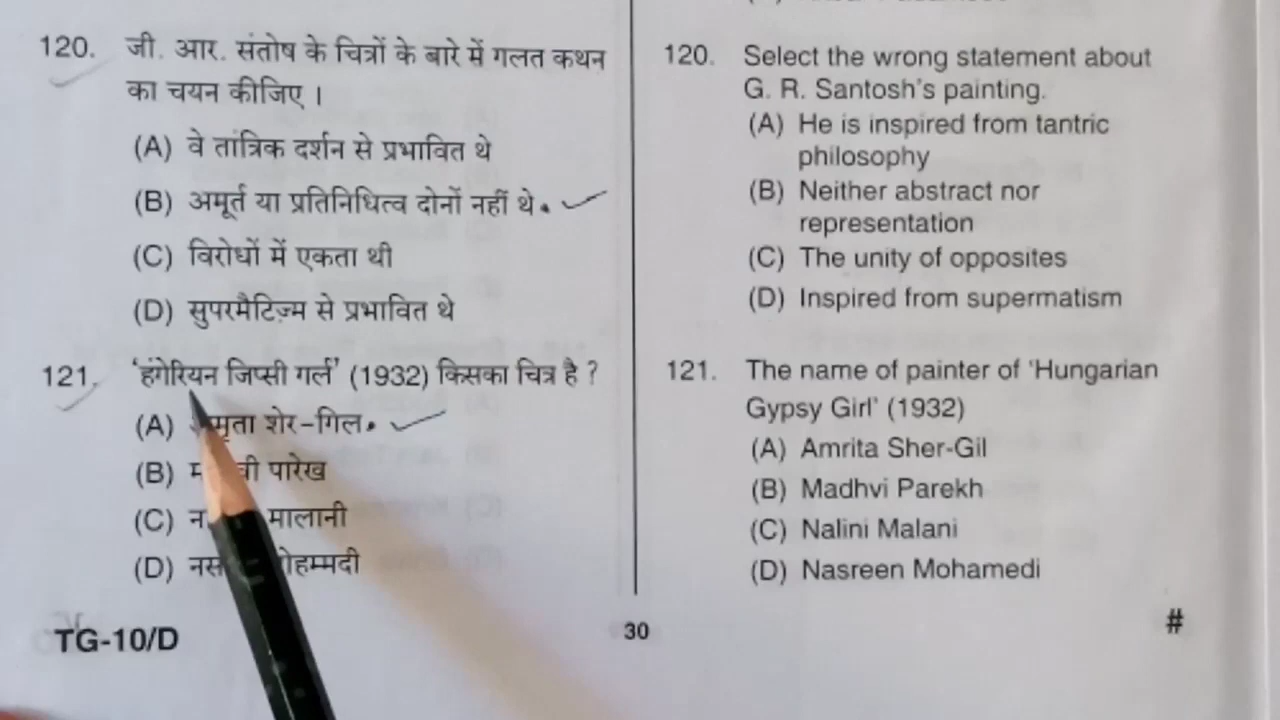 120. जी. आर. संतोष के चित्रों के बारे में गलत कथन
का चयन कीजिए ।
(A) वे तांत्रिक दर्शन से प्रभावित थे
(B) अमूर्त या प्रतिनिधित्व दोनों नहीं थे.
(C) विरोधों में एकता थी
(D) सुपरमैटिज़्म से प्रभावित थे
121. ‘हंगेरियन जिप्सी गर्ल’ (1932) किसका चित्र है ?
(A) शेर-गिल.
(B) पारेख
(C) मालानी
(D)
TG-10/D
30
120. Select the wrong statement about
G. R. Santosh's painting.
(A) He is inspired from tantric
philosophy
(B) Neither abstract nor
representation
(C) The unity of opposites
(D) Inspired from supermatism
121. The name of painter of 'Hungarian
Gypsy Girl' (1932)
(A) Amrita Sher-Gil
(B) Madhvi Parekh
(C) Nalini Malani
(D) Nasreen Mohamedi
#